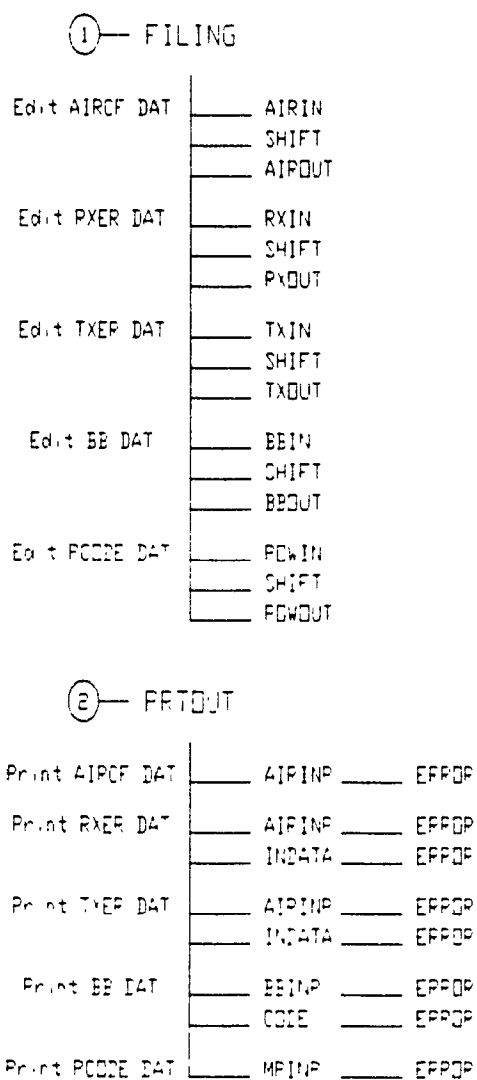 1 FILING
Edit AIRCF DAT AIRIN
SHIFT
AIROUT
Edit RXER DAT RXIN
SHIFT
RXOUT
Edit TXER DAT TXIN
SHIFT
TXOUT
Edit BB DAT BBIN
SHIFT
BBOUT
Edit PCODE DAT POWIN
SHIFT
POWOUT
2 PRTOUT
Print AIRCF DAT AIRINP ERROR
Print RXER DAT AIRINP ERROR
INDATA ERROR
Print TXER DAT AIRINP ERROR
INDATA ERROR
Print BB DAT BBINP ERROR
CODE ERROR
Print PCODE DAT MPINP ERROR